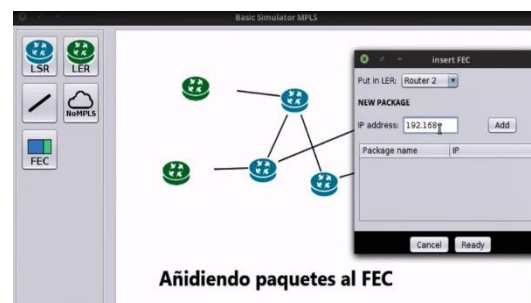 Basic Simulator MPLS
LSR
LER
NoMPLS
FEC
insert FEC
Put in LER: Router 2
NEW PACKAGE
IP address: 192.168
Add
Package name IP
Cancel Ready
Añidiendo paquetes al FEC